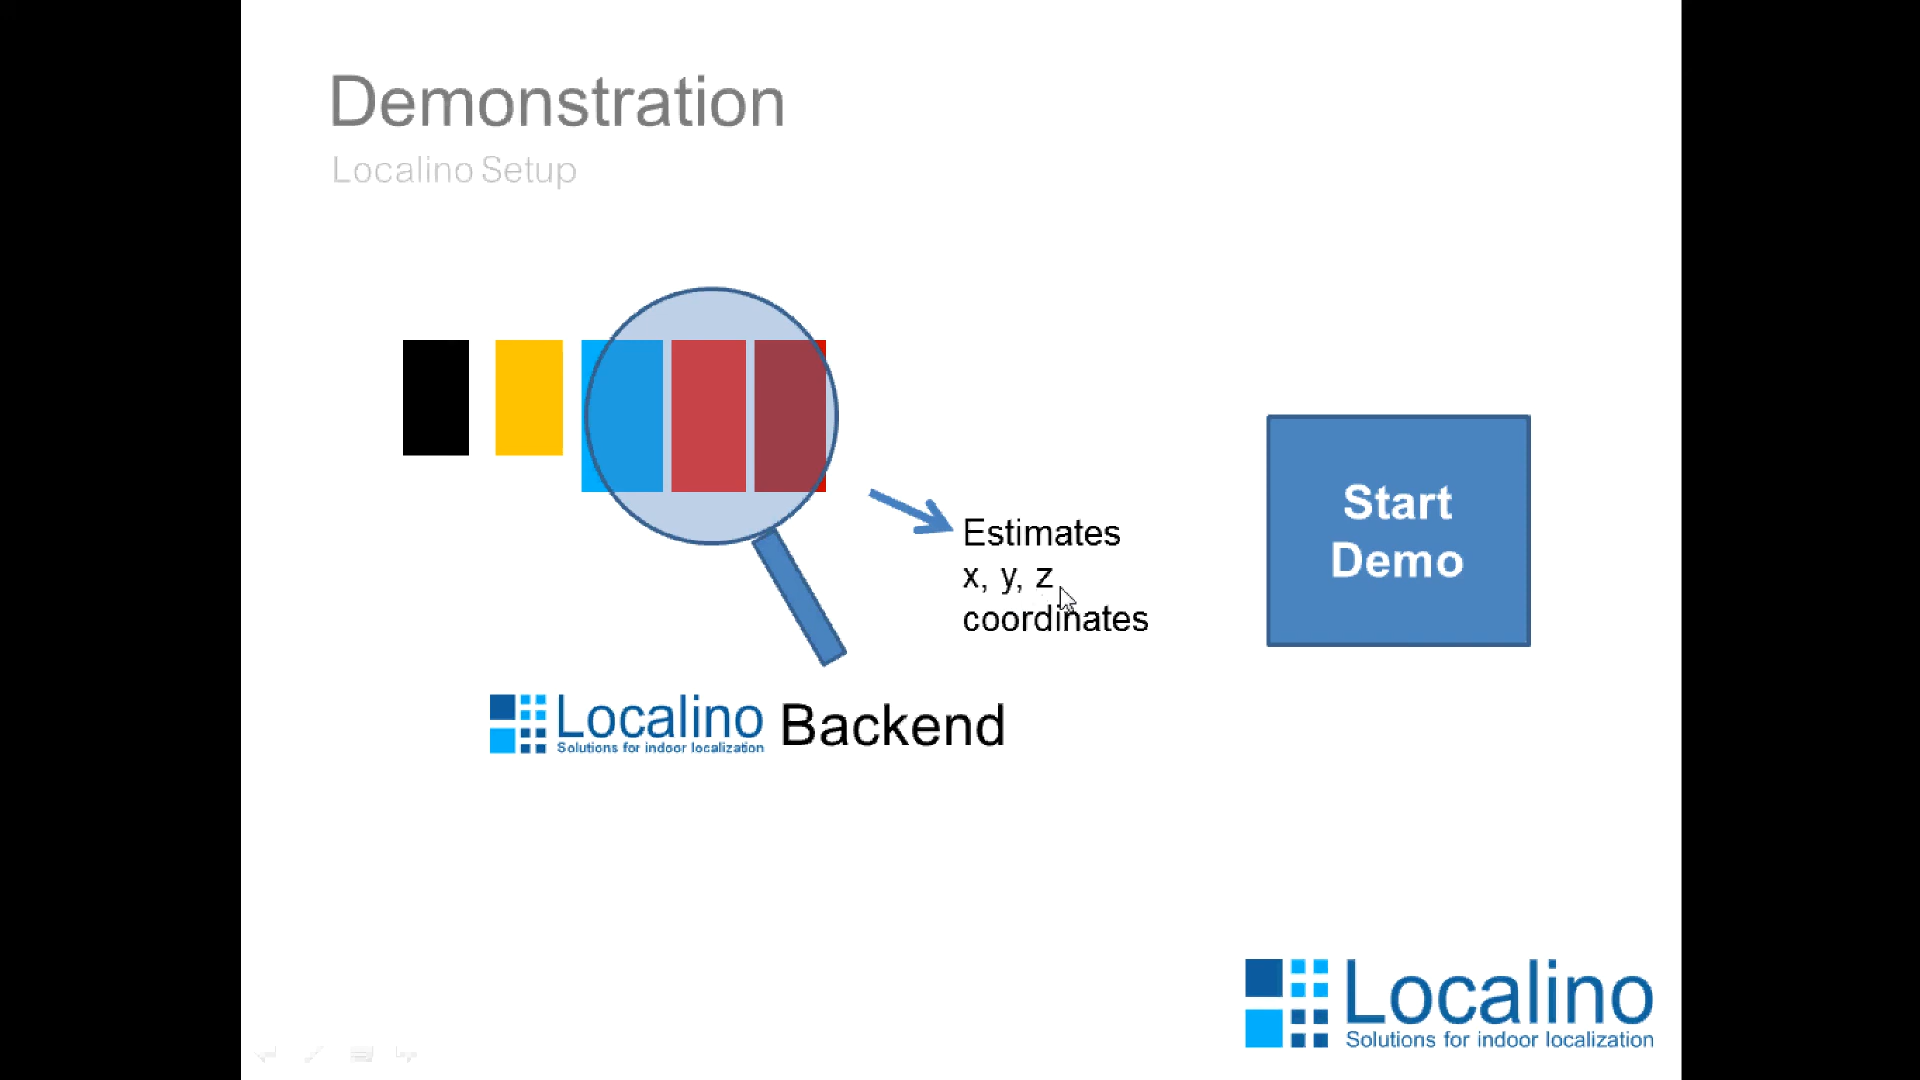 Demonstration
Localino Setup
Estimates
x, y, z
coordinates
Start
Demo
Localino Backend
Solutions for indoor localization
Localino
Solutions for indoor localization